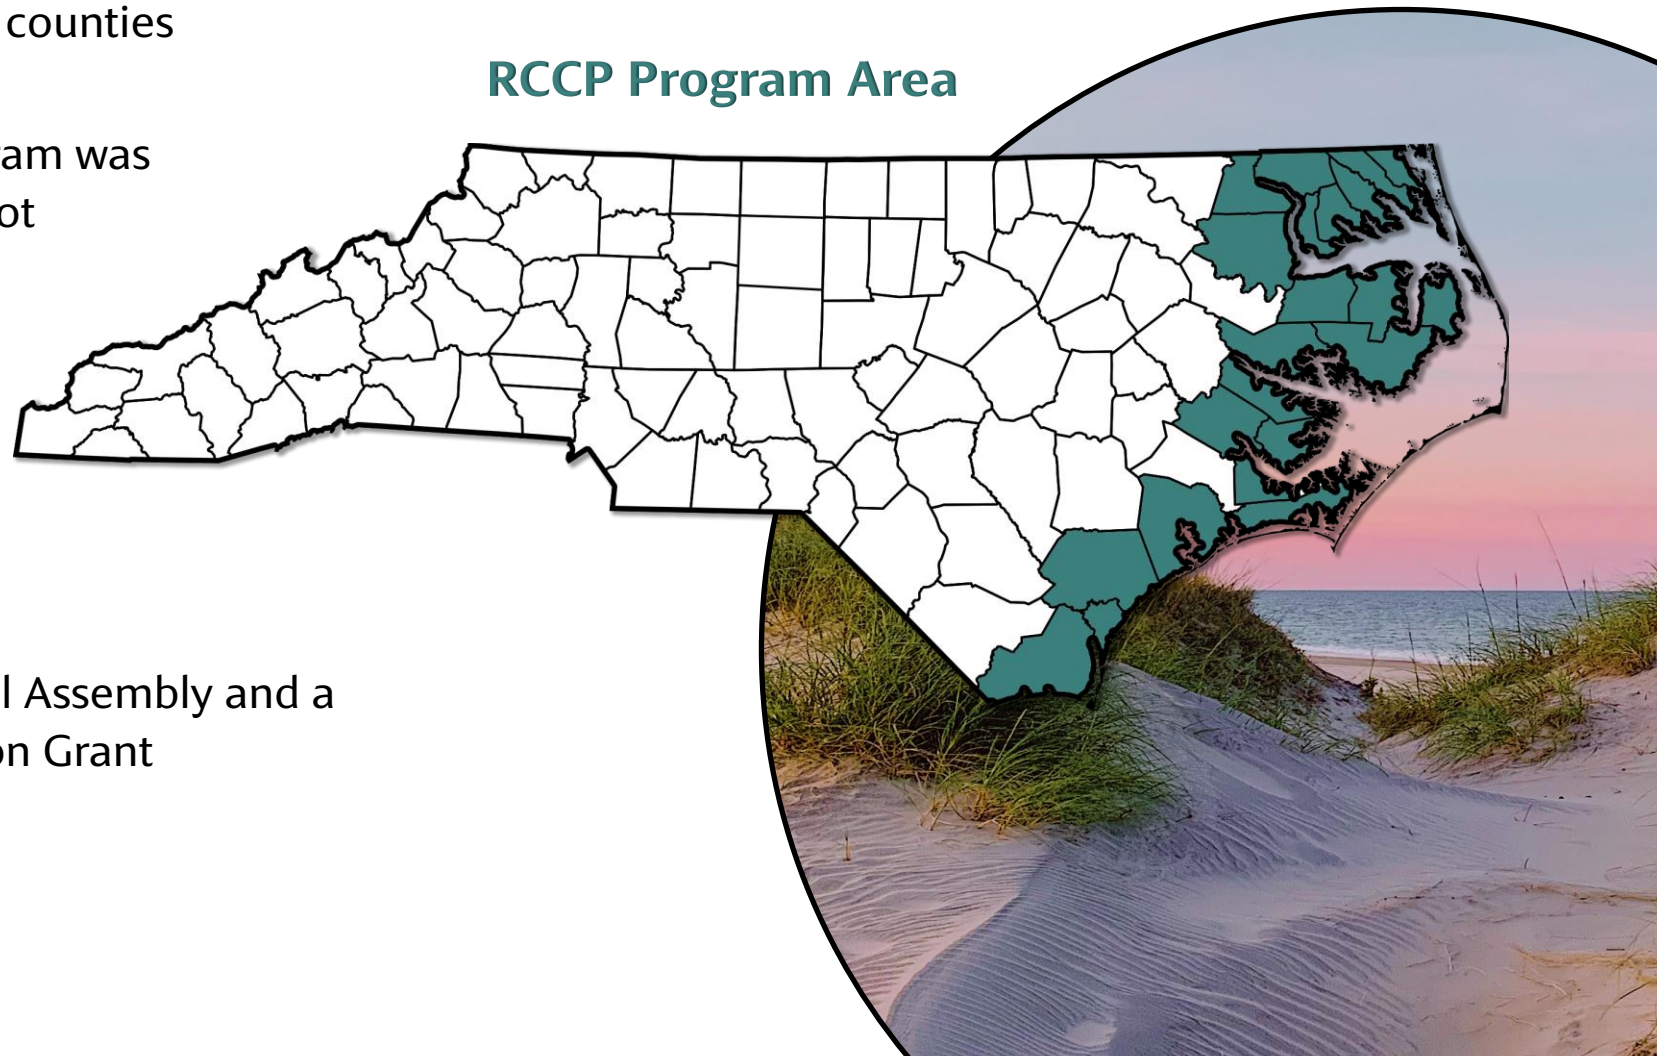 counties
RCCP Program Area
am was
ot
l Assembly and a
on Grant